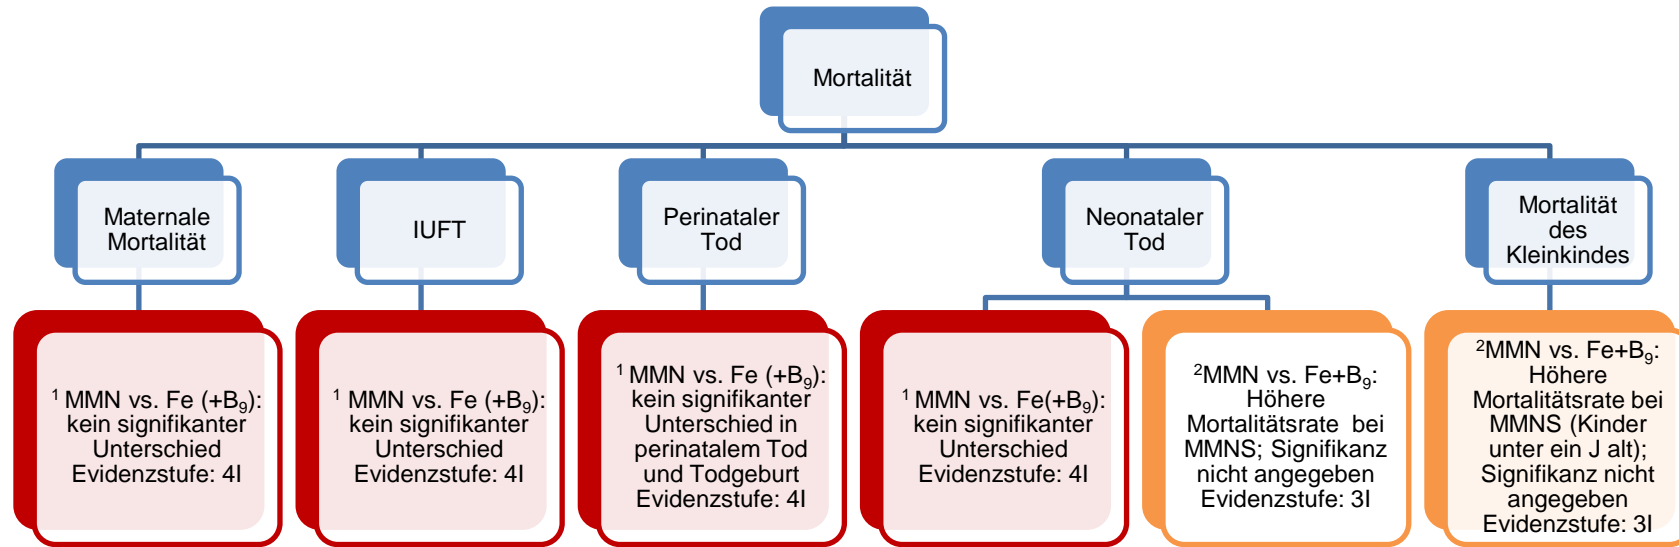 Mortalität
Maternale
Mortalität
IUFT
Perinataler
Tod
Neonataler
Tod
Mortalität
des
Kleinkindes
¹ MMN vs. Fe (+B₉):
kein signifikanter
Unterschied
Evidenzstufe: 4I
¹ MMN vs. Fe (+B₉):
kein signifikanter
Unterschied
Evidenzstufe: 4I
¹ MMN vs. Fe (+B₉):
kein signifikanter
Unterschied in
perinatalem Tod
und Todgeburt
Evidenzstufe: 4I
¹ MMN vs. Fe(+B₉):
kein signifikanter
Unterschied
Evidenzstufe: 4I
²MMN vs. Fe+B₉:
Höhere
Mortalitätsrate bei
MMNS; Signifikanz
nicht angegeben
Evidenzstufe: 3I
²MMN vs. Fe+B₉:
Höhere
Mortalitätsrate bei
MMNS (Kinder
unter ein J alt);
Signifikanz nicht
angegeben
Evidenzstufe: 3I